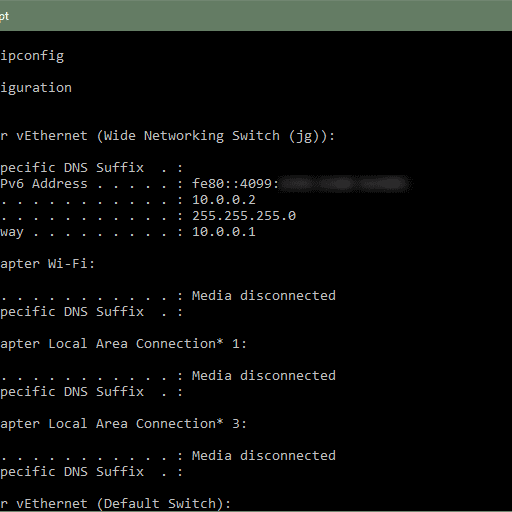 pt
ipconfig
iguration
r vEthernet (Wide Networking Switch (jg)):
pecific DNS Suffix  . :
Pv6 Address . . . . . : fe80::4099:
. . . . . . . . . . . : 10.0.0.2
. . . . . . . . . . . : 255.255.255.0
way . . . . . . . . . : 10.0.0.1
apter Wi-Fi:
. . . . . . . . . . . : Media disconnected
pecific DNS Suffix  . :
apter Local Area Connection* 1:
. . . . . . . . . . . : Media disconnected
pecific DNS Suffix  . :
apter Local Area Connection* 3:
. . . . . . . . . . . : Media disconnected
pecific DNS Suffix  . :
r vEthernet (Default Switch):